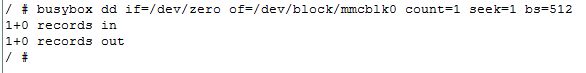 / # busybox dd if=/dev/zero of=/dev/block/mmcblk0 count=1 seek=1 bs=512
1+0 records in
1+0 records out
/ #